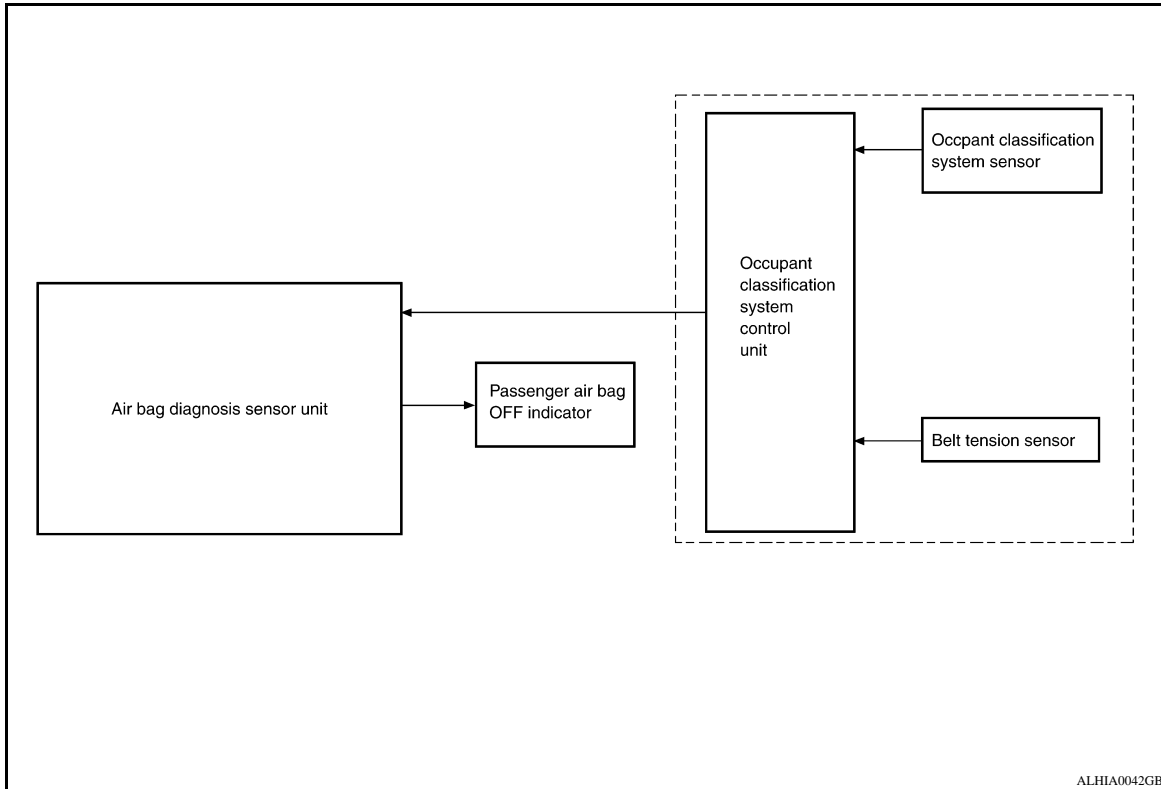 Occpant classification
system sensor
Occupant
classification
system
control
unit
Air bag diagnosis sensor unit
Passenger air bag
OFF indicator
Belt tension sensor
ALHIA0042GB